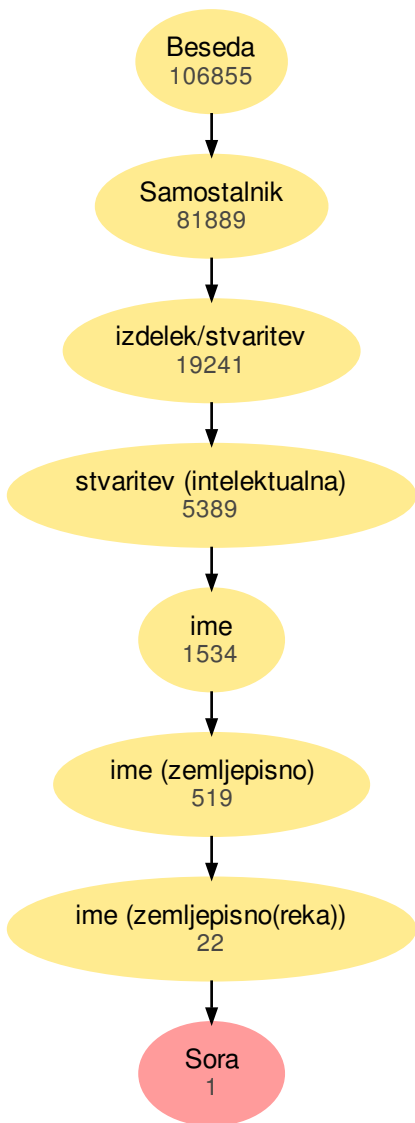 Beseda
106855
Samostalnik
81889
izdelek/stvaritev
19241
stvaritev (intelektualna)
5389
ime
1534
ime (zemljepisno)
519
ime (zemljepisno(reka))
22
Sora
1